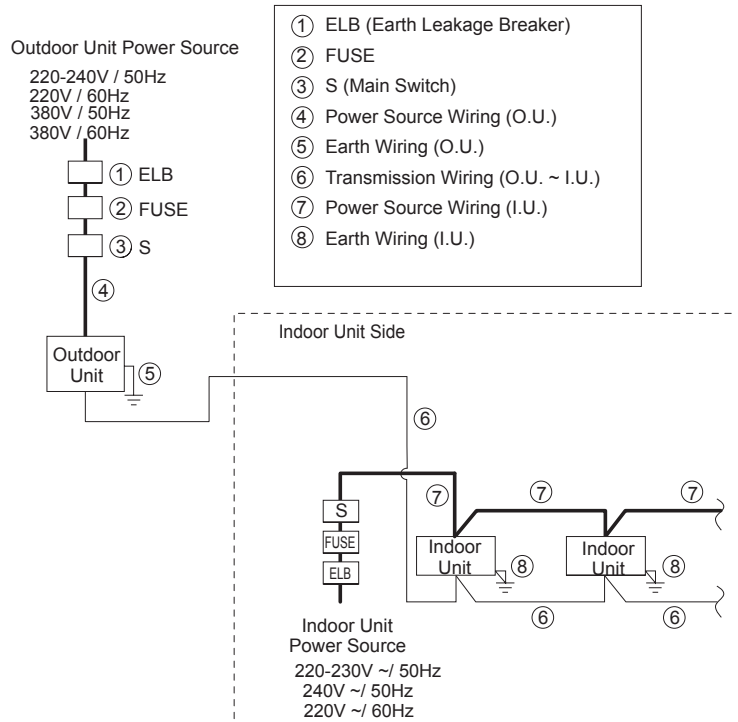 Outdoor Unit Power Source
220-240V / 50Hz
220V / 60Hz
380V / 50Hz
380V / 60Hz
① ELB
② FUSE
③ S
④
Outdoor
Unit
⑤
① ELB (Earth Leakage Breaker)
② FUSE
③ S (Main Switch)
④ Power Source Wiring (O.U.)
⑤ Earth Wiring (O.U.)
⑥ Transmission Wiring (O.U. ~ I.U.)
⑦ Power Source Wiring (I.U.)
⑧ Earth Wiring (I.U.)
Indoor Unit Side
⑥
⑦ ⑦ ⑦
S
FUSE
ELB
Indoor
Unit
⑧
Indoor
Unit
⑧
⑥ ⑥
Indoor Unit
Power Source
220-230V ~/ 50Hz
240V ~/ 50Hz
220V ~/ 60Hz